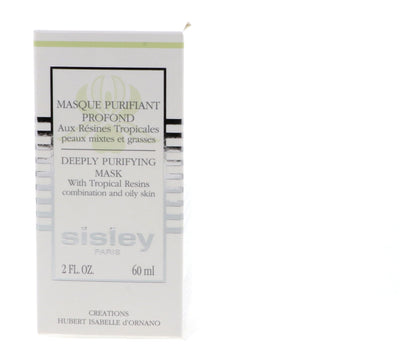 MASQUE PURIFIANT
PROFOND
Aux Résines Tropicales
peaux mixtes et grasses
DEEPLY PURIFYING
MASK
With Tropical Resins
combination and oily skin
sisley
PARIS
2 FL. OZ. 60 ml
CREATIONS
HUBERT ISABELLE d'ORNANO